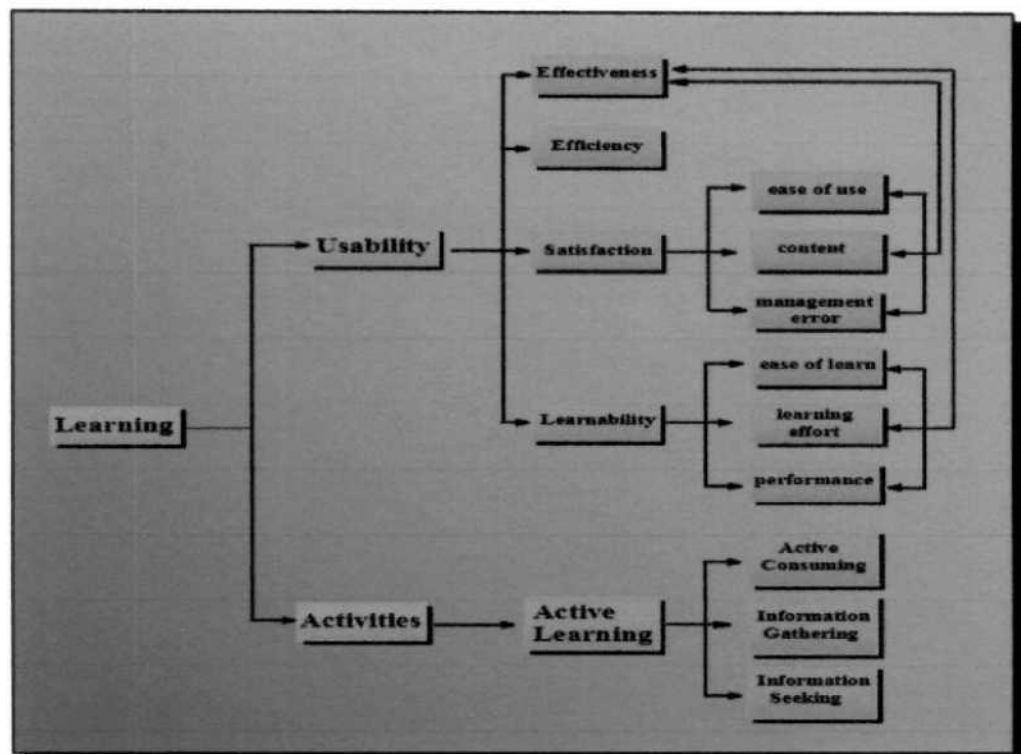 Effectiveness
Efficiency
ease of use
Usability
Satisfaction
content
management
error
ease of learn
Learning
Learnability
learning
effort
performance
Active
Consuming
Activities
Active
Learning
Information
Gathering
Information
Seeking